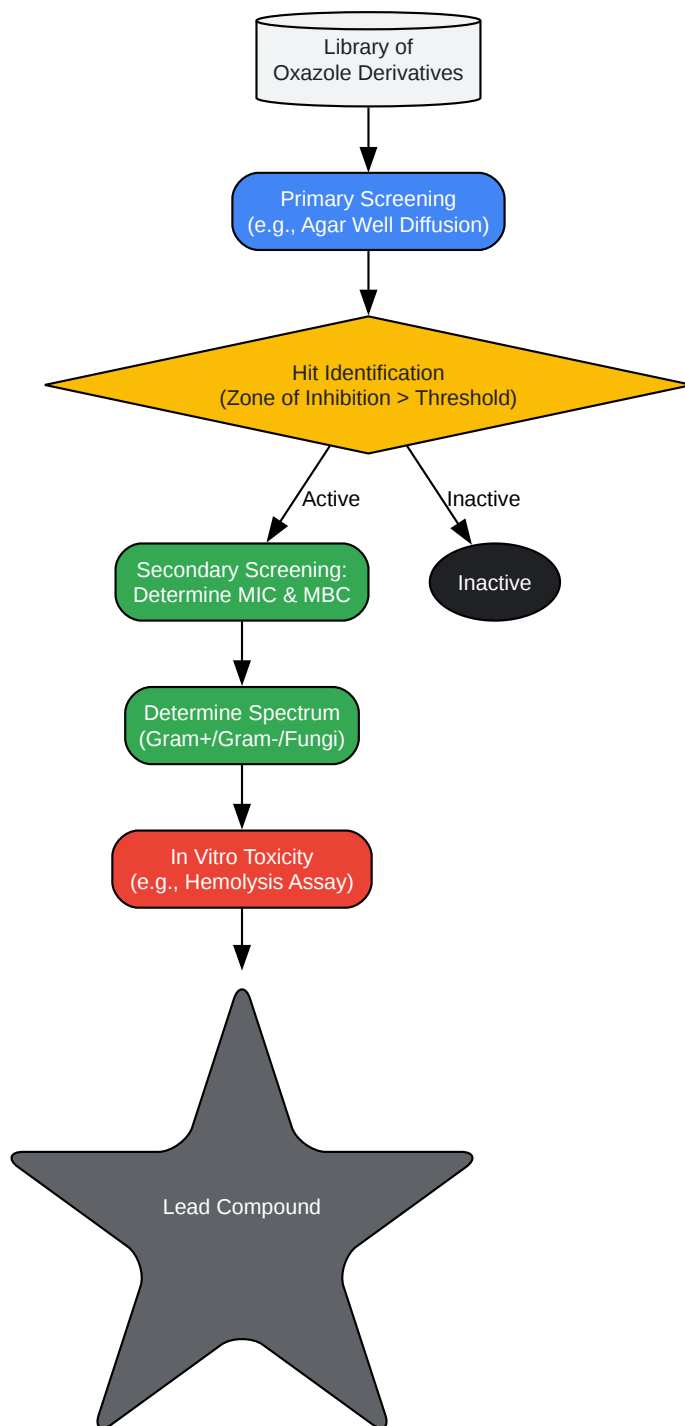 Library of
Oxazole Derivatives
Primary Screening
(e.g., Agar Well Diffusion)
Hit Identification
(Zone of Inhibition > Threshold)
Active
Inactive
Secondary Screening:
Determine MIC & MBC
Inactive
Determine Spectrum
(Gram+/Gram-/Fungi)
In Vitro Toxicity
(e.g., Hemolysis Assay)
Lead Compound